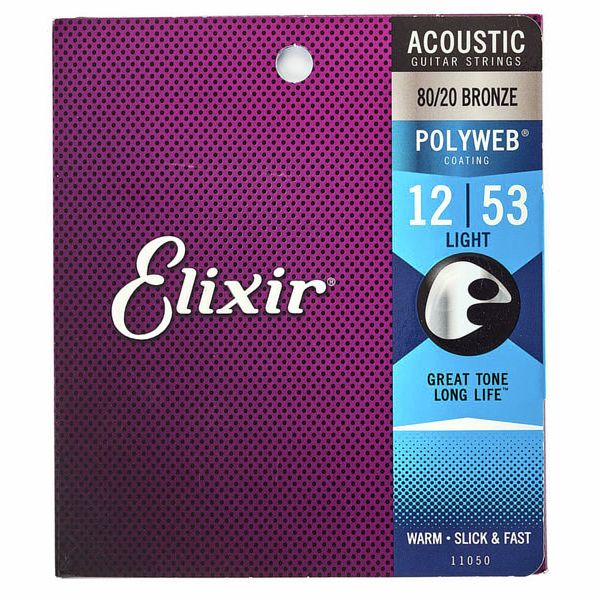 ACOUSTIC
GUITAR STRINGS
80/20 BRONZE
POLYWEB®
COATING
12 | 53
LIGHT
Elixir®
GREAT TONE
LONG LIFE™
WARM • SLICK & FAST
11050